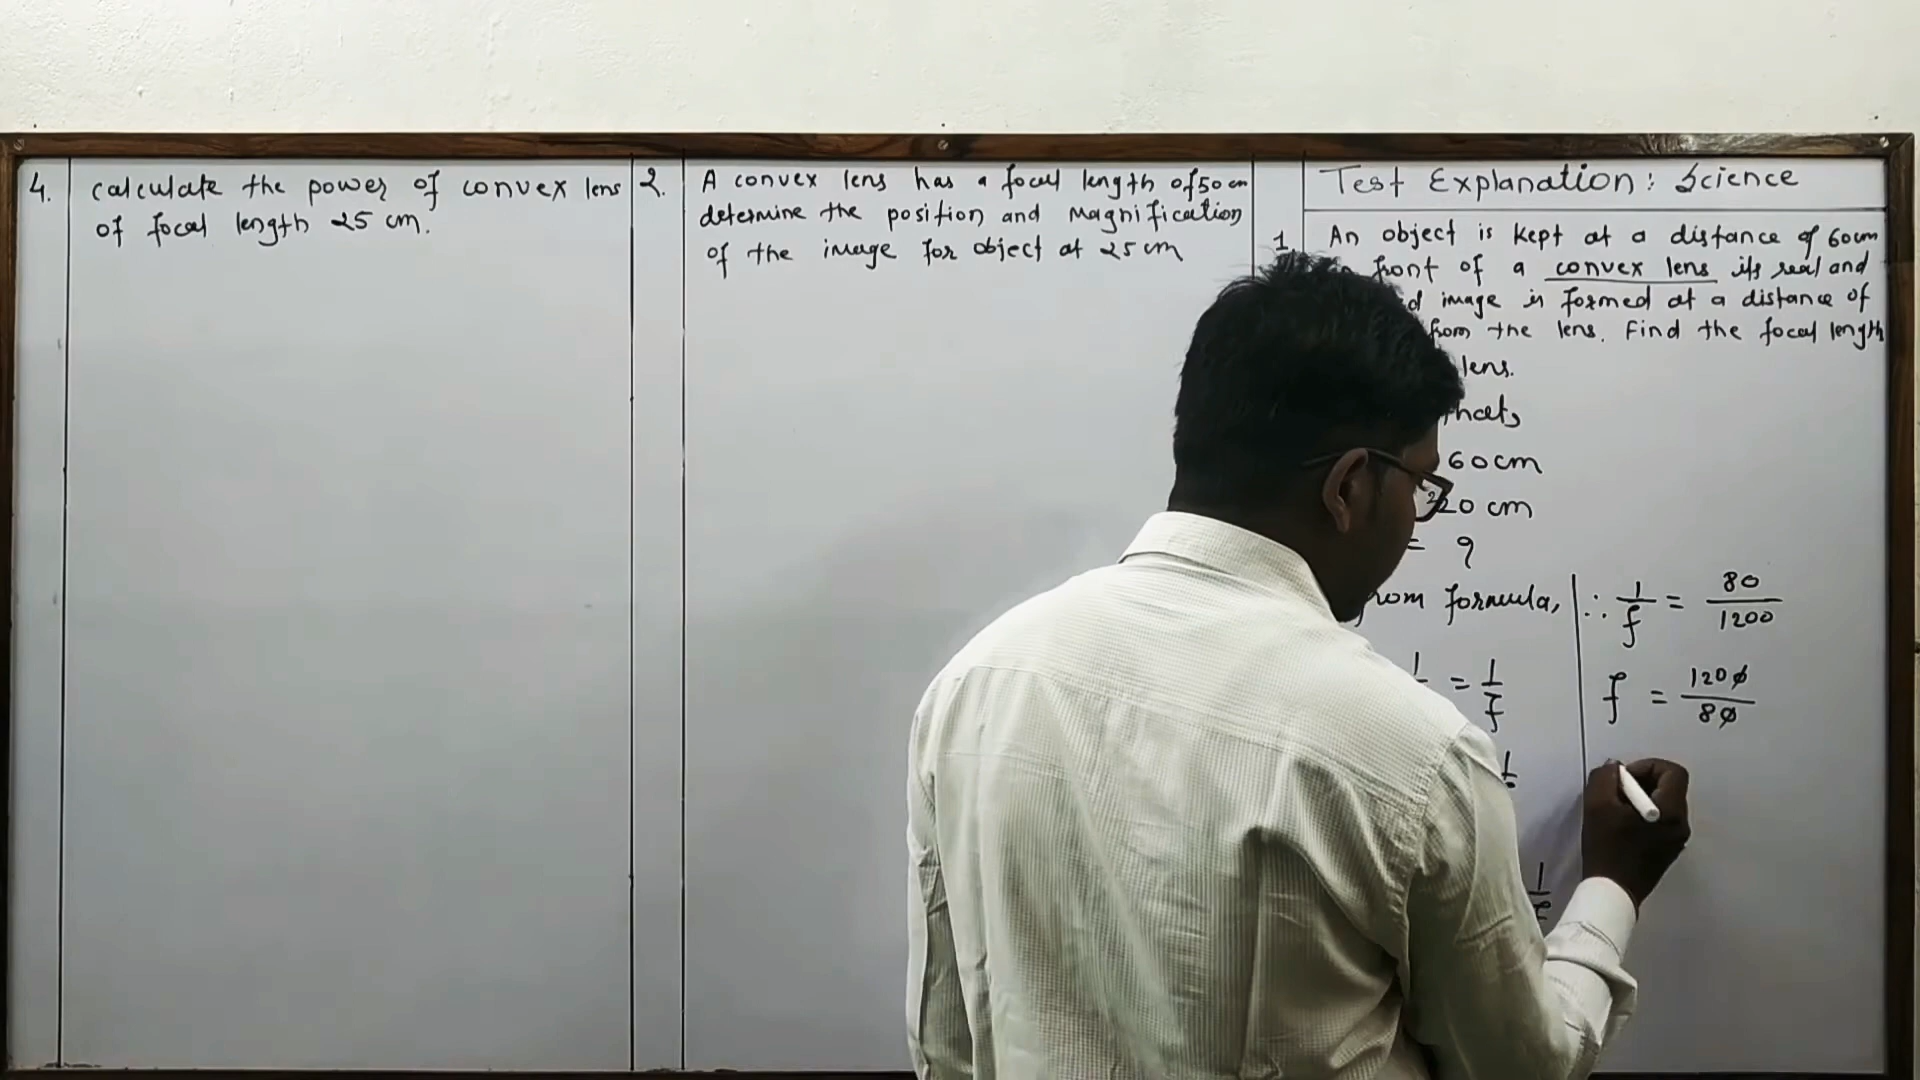 4.
calculate the power of convex lens
of focal length 25 cm.
2.
A convex lens has a focal length of 50 cm
determine the position and Magnification
of the image for object at 25 cm
Test Explanation: Science
1.
An object is kept at a distance of 60cm
front of a convex lens its real and
image is formed at a distance of
from the lens. Find the focal length
lens.
that,
60cm
20 cm
= ?
From formula,
= 1/f
∴ 1/f = 80/1200
f = 1200/80